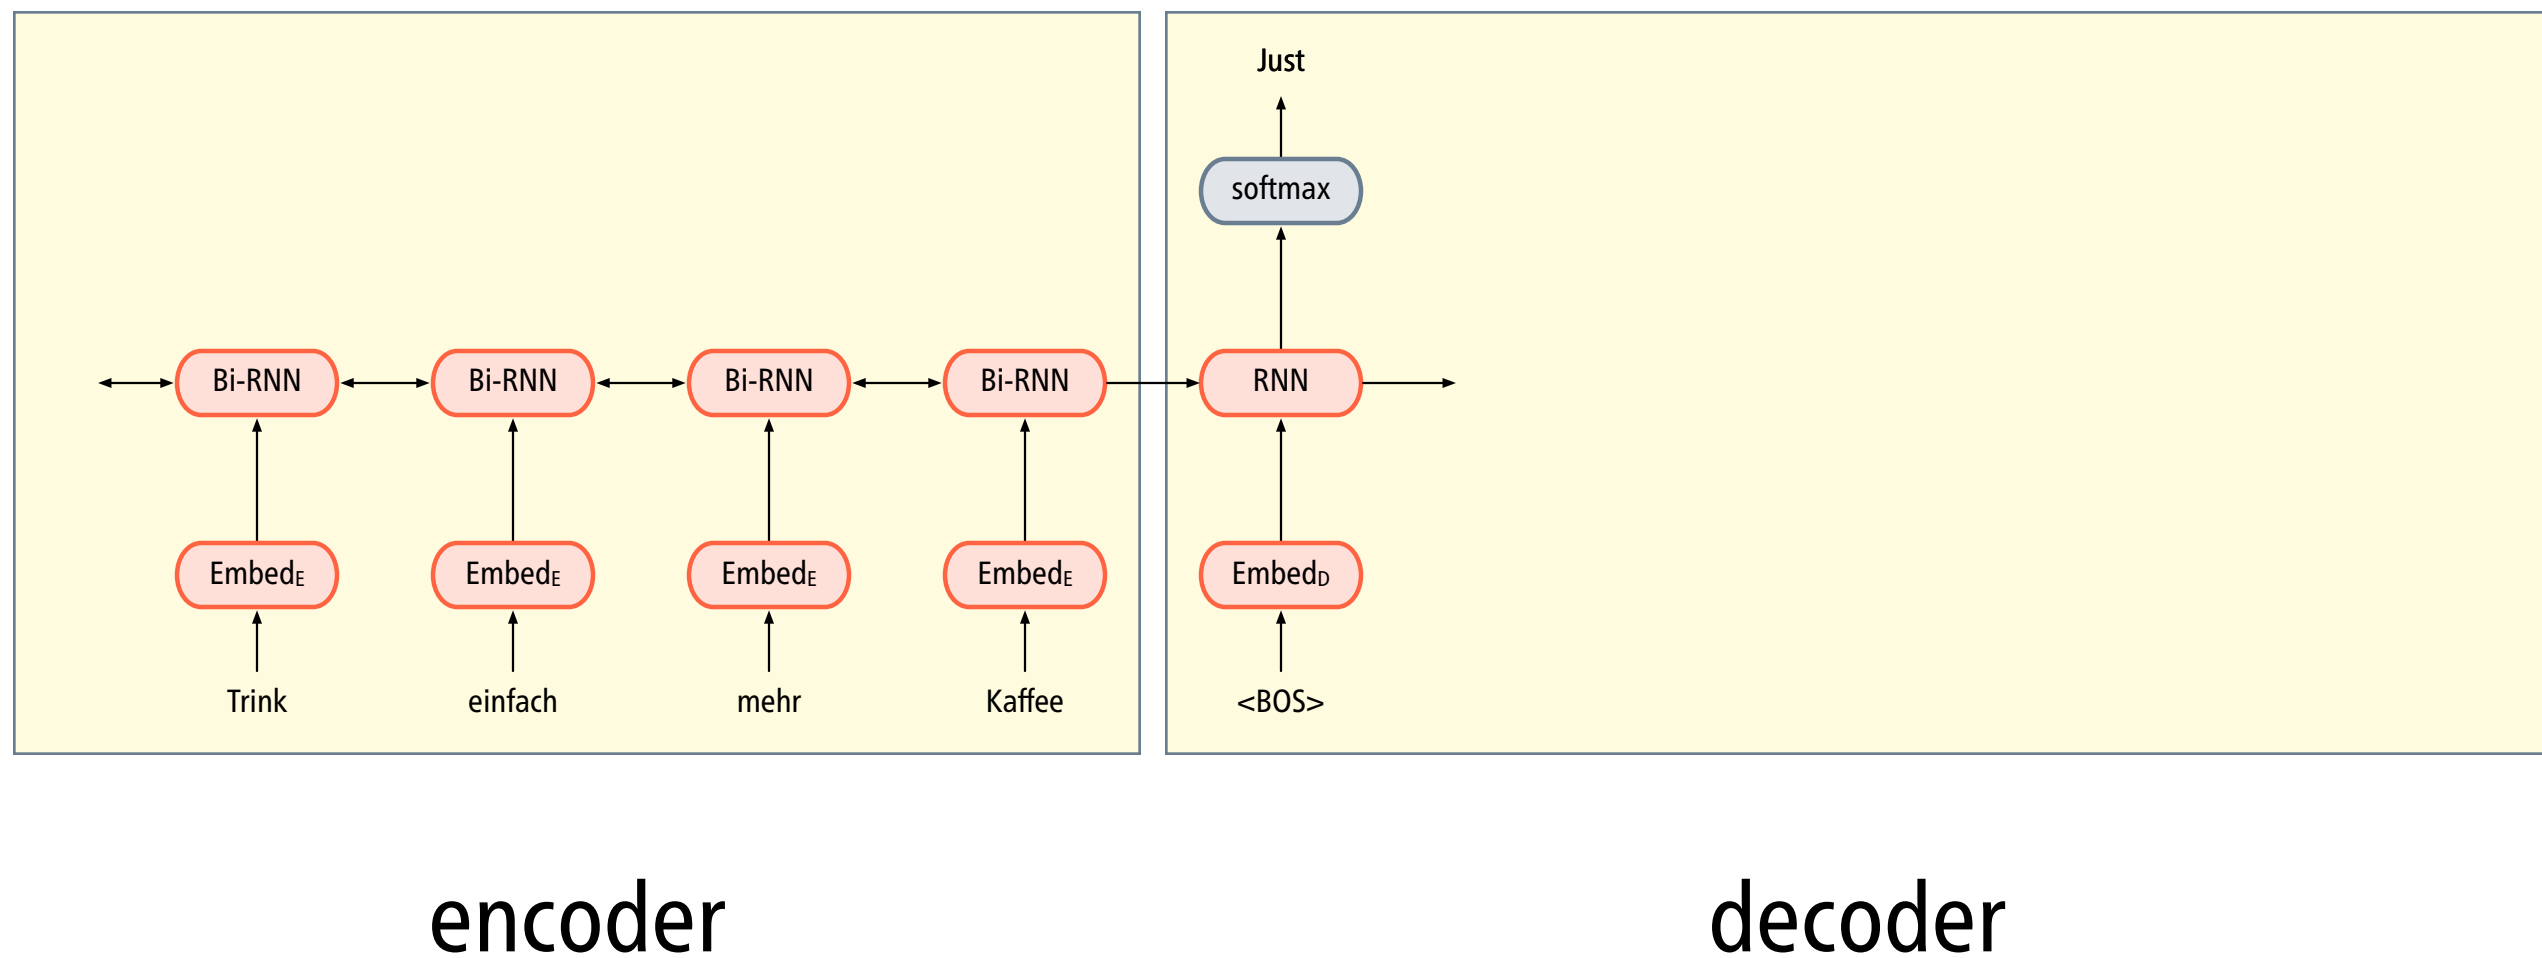 Just
softmax
Bi-RNN Bi-RNN Bi-RNN Bi-RNN RNN
EmbedE EmbedE EmbedE EmbedE EmbedD
Trink einfach mehr Kaffee <BOS>
encoder decoder